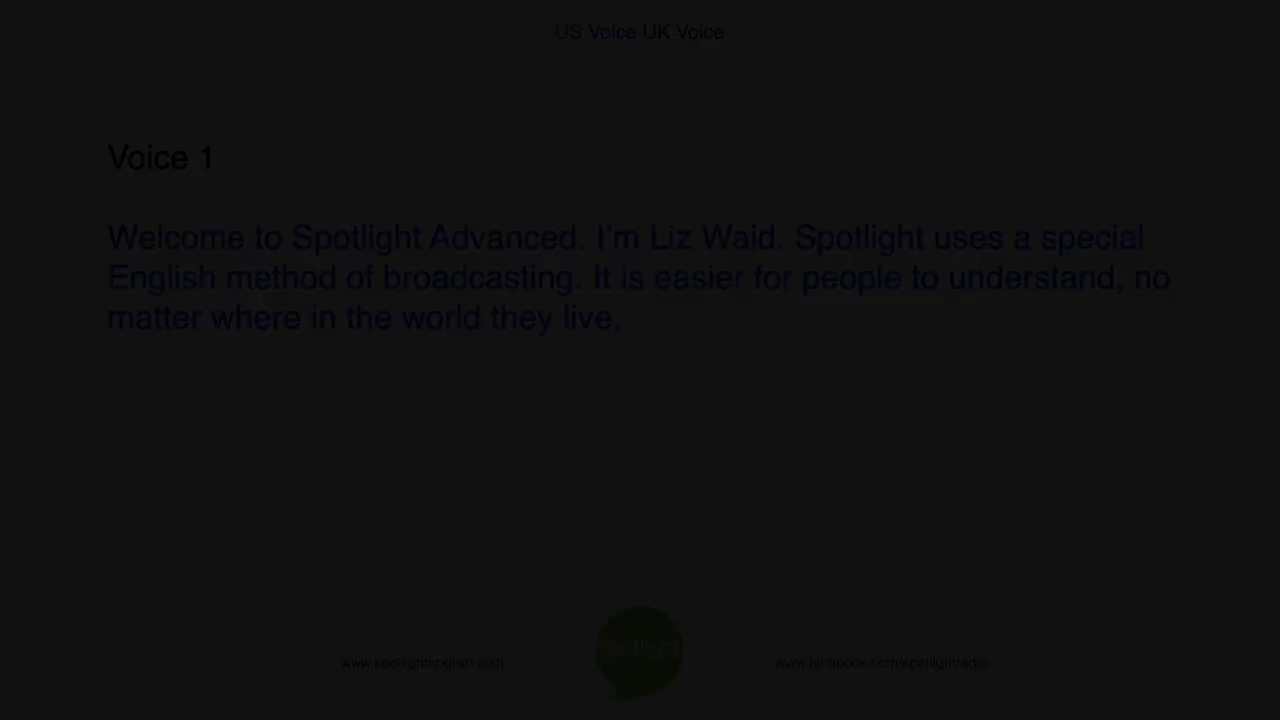 US Voice UK Voice
Voice 1
Welcome to Spotlight Advanced. I'm Liz Waid. Spotlight uses a special
English method of broadcasting. It is easier for people to understand, no
matter where in the world they live.
Spotlight
www.spotlightenglish.com
www.facebook.com/spotlightradio